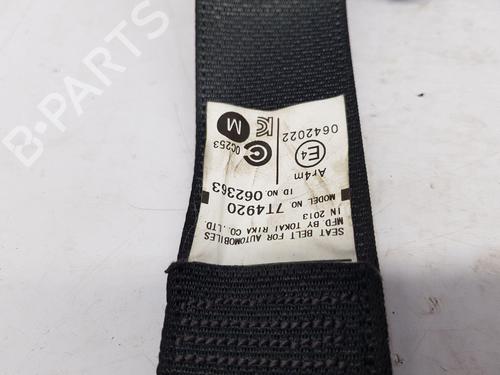 B-PARTS
SEAT BELT FOR AUTOMOBILES
MFD BY TOKAI RIKA CO., LTD.
IN 2013
MODEL NO. 7T4920
ID NO. 062363
0C253
M
Ar4m
E4
0642022